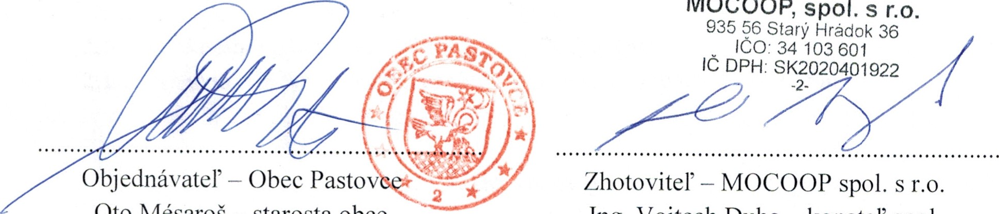 MOCOOP, spol. s r.o.
935 56 Starý Hrádok 36
IČO: 34 103 601
IČ DPH: SK2020401922
-2-
OBEC PASTOVCE
2
Objednávateľ – Obec Pastovce
Oto Mésaroš – starosta obce
Zhotoviteľ – MOCOOP spol. s r.o.
Ing. Vojtech – konateľ spol.